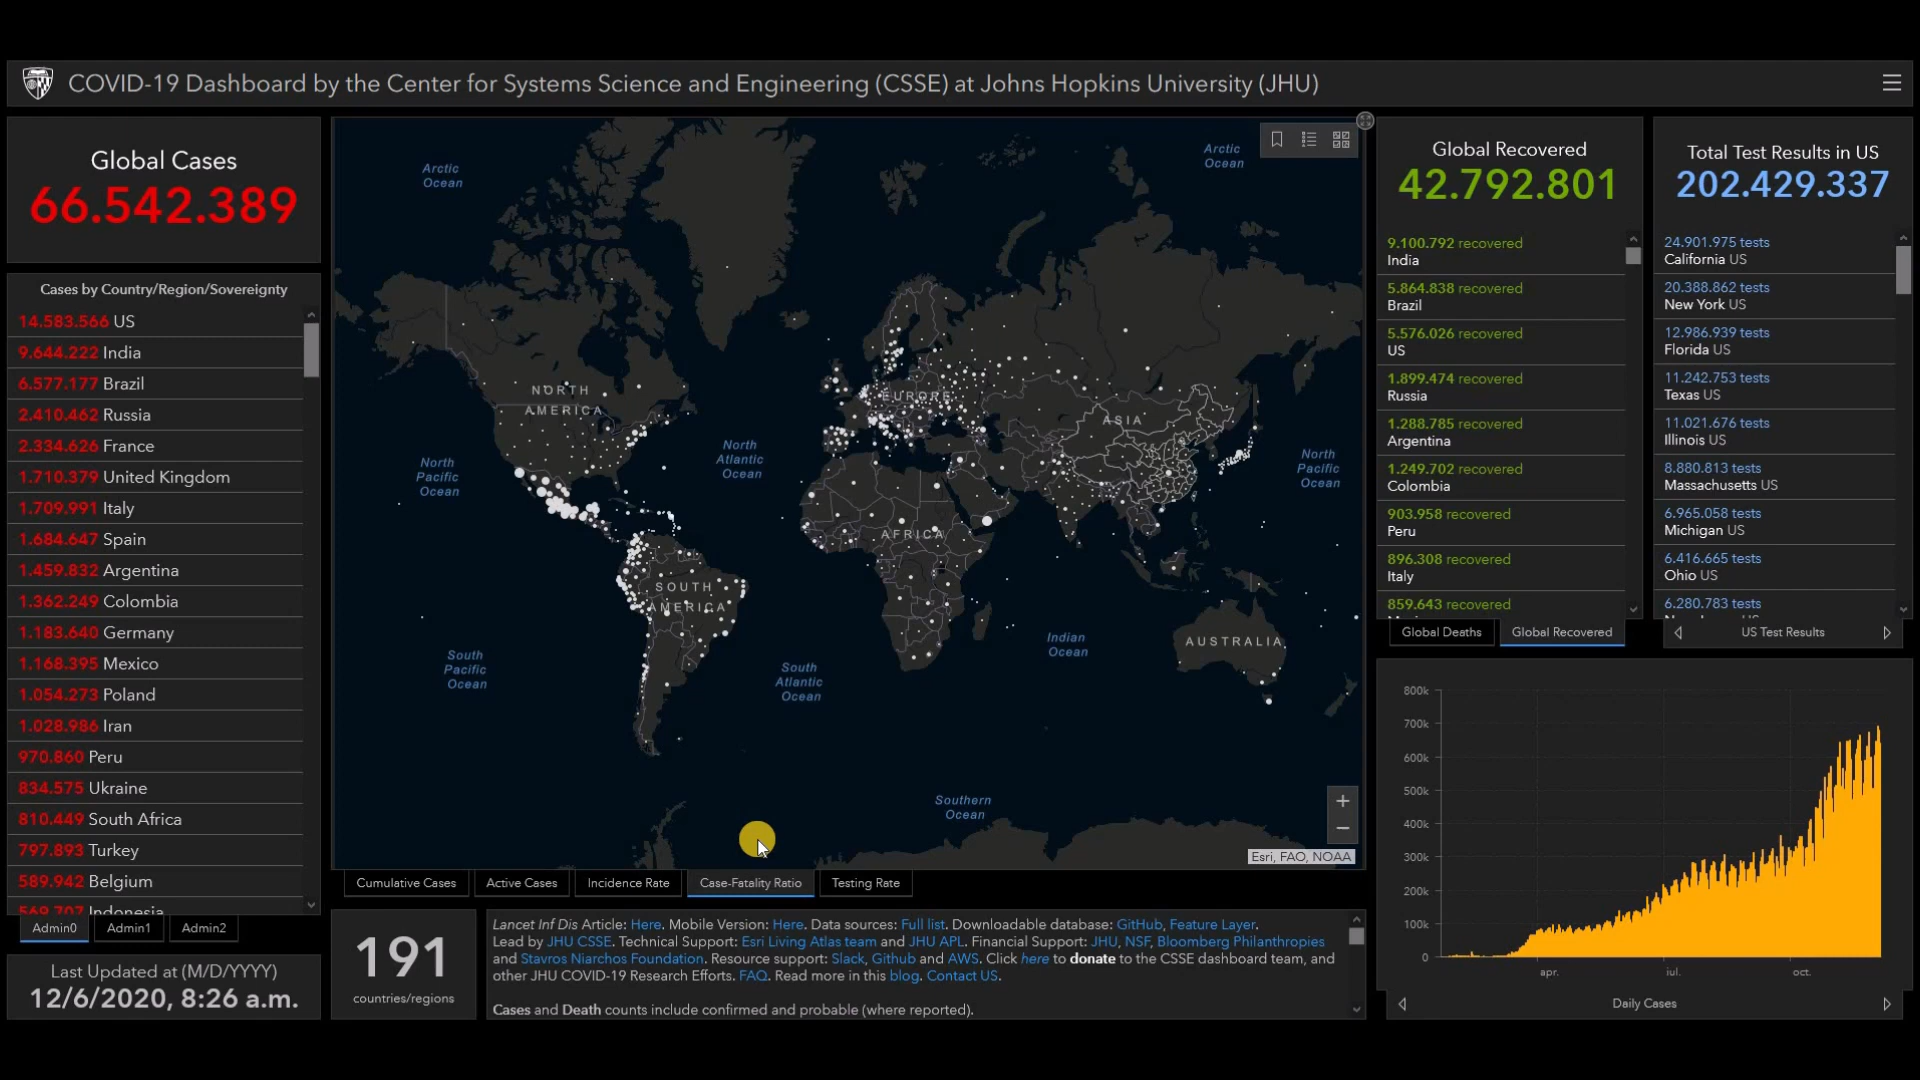 COVID-19 Dashboard by the Center for Systems Science and Engineering (CSSE) at Johns Hopkins University (JHU)
Global Cases
66.542.389
Cases by Country/Region/Sovereignty
14.583.566 US
9.644.222 India
6.577.177 Brazil
2.410.462 Russia
2.334.626 France
1.710.379 United Kingdom
1.709.991 Italy
1.684.647 Spain
1.459.832 Argentina
1.362.249 Colombia
1.183.640 Germany
1.168.395 Mexico
1.054.273 Poland
1.028.986 Iran
970.860 Peru
834.575 Ukraine
810.449 South Africa
797.893 Turkey
589.942 Belgium
569.707 Indonesia
Admin0
Admin1
Admin2
Last Updated at (M/D/YYYY)
12/6/2020, 8:26 a.m.
Arctic
Ocean
Arctic
Ocean
NORTH
AMERICA
EUROPE
ASIA
North
Pacific
Ocean
North
Atlantic
Ocean
North
Pacific
Ocean
AFRICA
SOUTH
AMERICA
Indian
Ocean
AUSTRALIA
South
Pacific
Ocean
South
Atlantic
Ocean
Southern
Ocean
+
−
Esri, FAO, NOAA
Cumulative Cases
Active Cases
Incidence Rate
Case-Fatality Ratio
Testing Rate
191
countries/regions
Lancet Inf Dis Article: Here. Mobile Version: Here. Data sources: Full list. Downloadable database: GitHub, Feature Layer.
Lead by JHU CSSE. Technical Support: Esri Living Atlas team and JHU APL. Financial Support: JHU, NSF, Bloomberg Philanthropies
and Stavros Niarchos Foundation. Resource support: Slack, Github and AWS. Click here to donate to the CSSE dashboard team, and
other JHU COVID-19 Research Efforts. FAQ. Read more in this blog. Contact US.
Cases and Death counts include confirmed and probable (where reported).
Global Recovered
42.792.801
9.100.792 recovered
India
5.864.838 recovered
Brazil
5.576.026 recovered
US
1.899.474 recovered
Russia
1.288.785 recovered
Argentina
1.249.702 recovered
Colombia
903.958 recovered
Peru
896.308 recovered
Italy
859.643 recovered
Global Deaths
Global Recovered
Total Test Results in US
202.429.337
24.901.975 tests
California US
20.388.862 tests
New York US
12.986.939 tests
Florida US
11.242.753 tests
Texas US
11.021.676 tests
Illinois US
8.880.813 tests
Massachusetts US
6.965.058 tests
Michigan US
6.416.665 tests
Ohio US
6.280.783 tests
US Test Results
800k
700k
600k
500k
400k
300k
200k
100k
0
apr.
iul.
oct.
Daily Cases